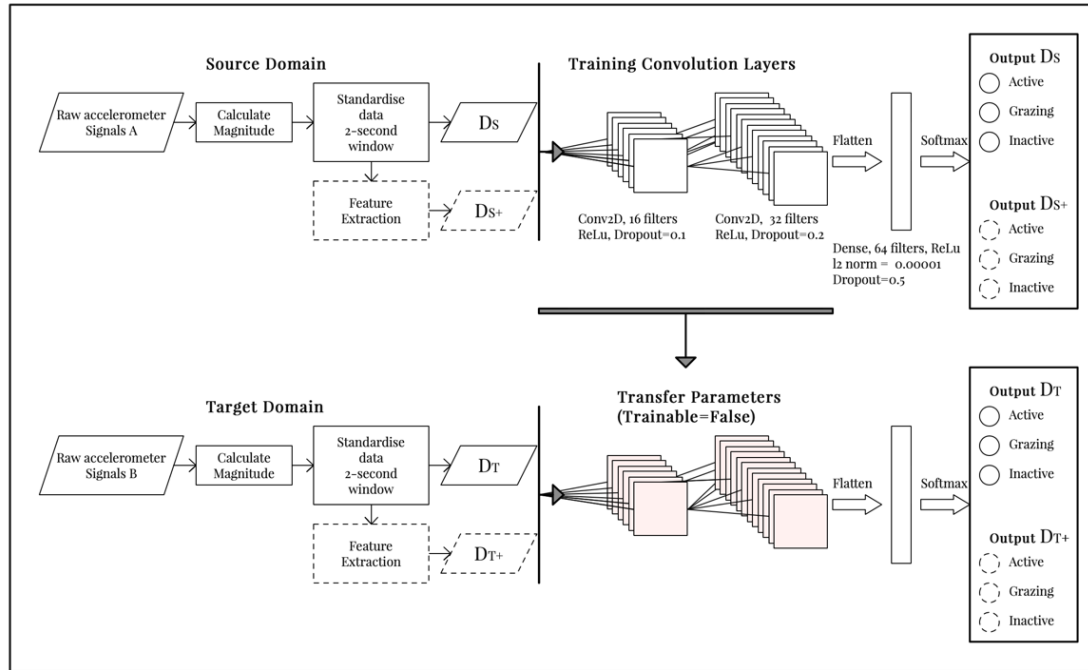 Source Domain
Raw accelerometer
Signals A
Calculate
Magnitude
Standardise
data
2-second
window
DS
Feature
Extraction
DS+
Training Convolution Layers
Conv2D, 16 filters
ReLu, Dropout=0.1
Conv2D, 32 filters
ReLu, Dropout=0.2
Flatten
Dense, 64 filters, ReLu
l2 norm = 0.00001
Dropout=0.5
Softmax
Output DS
Active
Grazing
Inactive
Output DS+
Active
Grazing
Inactive
Target Domain
Raw accelerometer
Signals B
Calculate
Magnitude
Standardise
data
2-second
window
DT
Feature
Extraction
DT+
Transfer Parameters
(Trainable=False)
Flatten
Softmax
Output DT
Active
Grazing
Inactive
Output DT+
Active
Grazing
Inactive